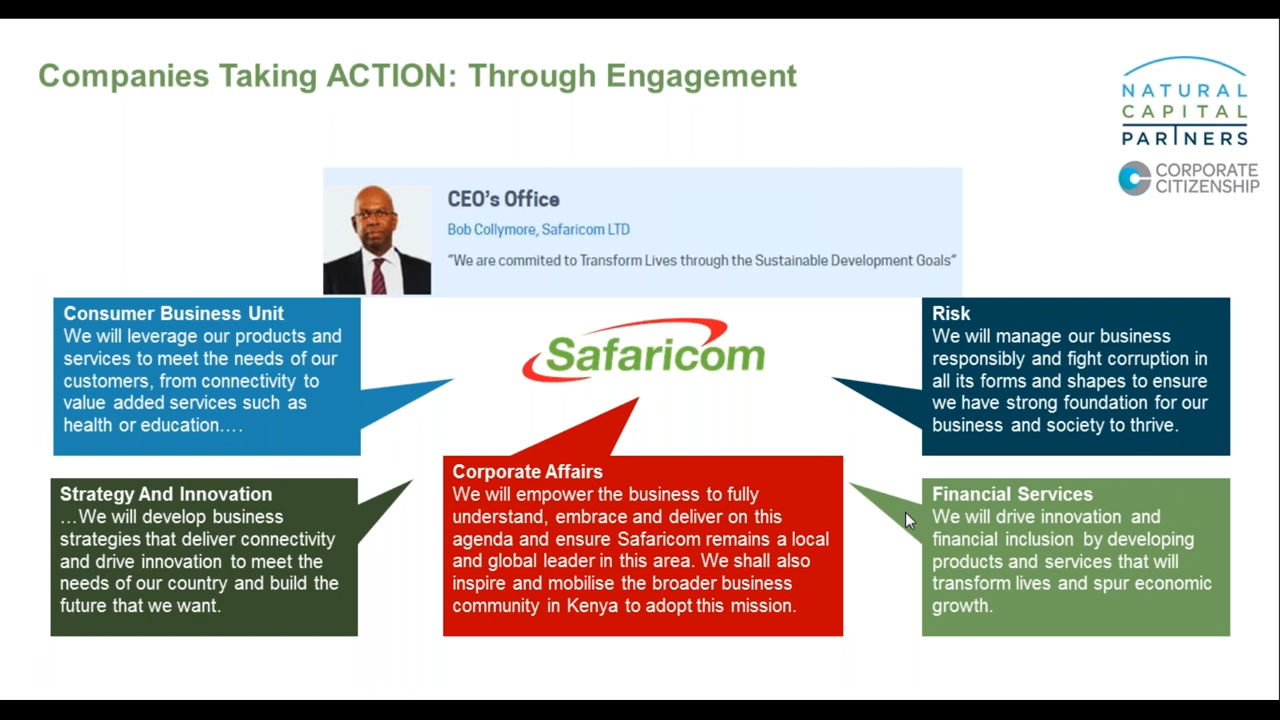 Companies Taking ACTION: Through Engagement
NATURAL
CAPITAL
PARTNERS
CORPORATE
CITIZENSHIP
CEO's Office
Bob Collymore, Safaricom LTD
"We are commited to Transform Lives through the Sustainable Development Goals"
Consumer Business Unit
We will leverage our products and
services to meet the needs of our
customers, from connectivity to
value added services such as
health or education….
Safaricom
Risk
We will manage our business
responsibly and fight corruption in
all its forms and shapes to ensure
we have strong foundation for our
business and society to thrive.
Strategy And Innovation
…We will develop business
strategies that deliver connectivity
and drive innovation to meet the
needs of our country and build the
future that we want.
Corporate Affairs
We will empower the business to fully
understand, embrace and deliver on this
agenda and ensure Safaricom remains a local
and global leader in this area. We shall also
inspire and mobilise the broader business
community in Kenya to adopt this mission.
Financial Services
We will drive innovation and
financial inclusion by developing
products and services that will
transform lives and spur economic
growth.